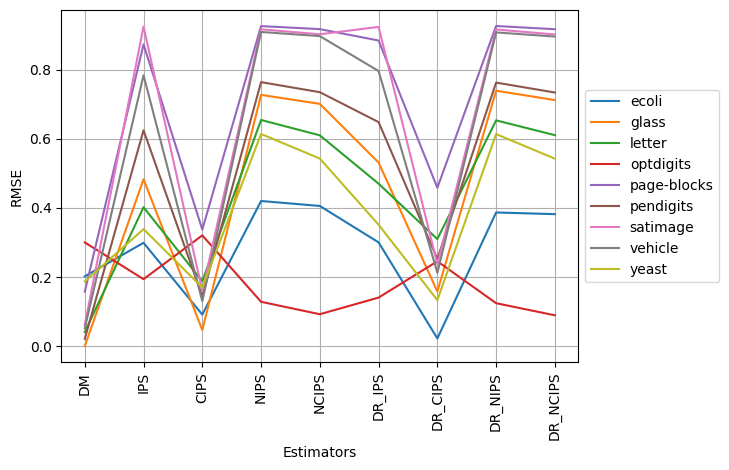 RMSE
0.8
0.6
0.4
0.2
0.0
DM
IPS
CIPS
NIPS
NCIPS
DR_IPS
DR_CIPS
DR_NIPS
DR_NCIPS
Estimators
ecoli
glass
letter
optdigits
page-blocks
pendigits
satimage
vehicle
yeast